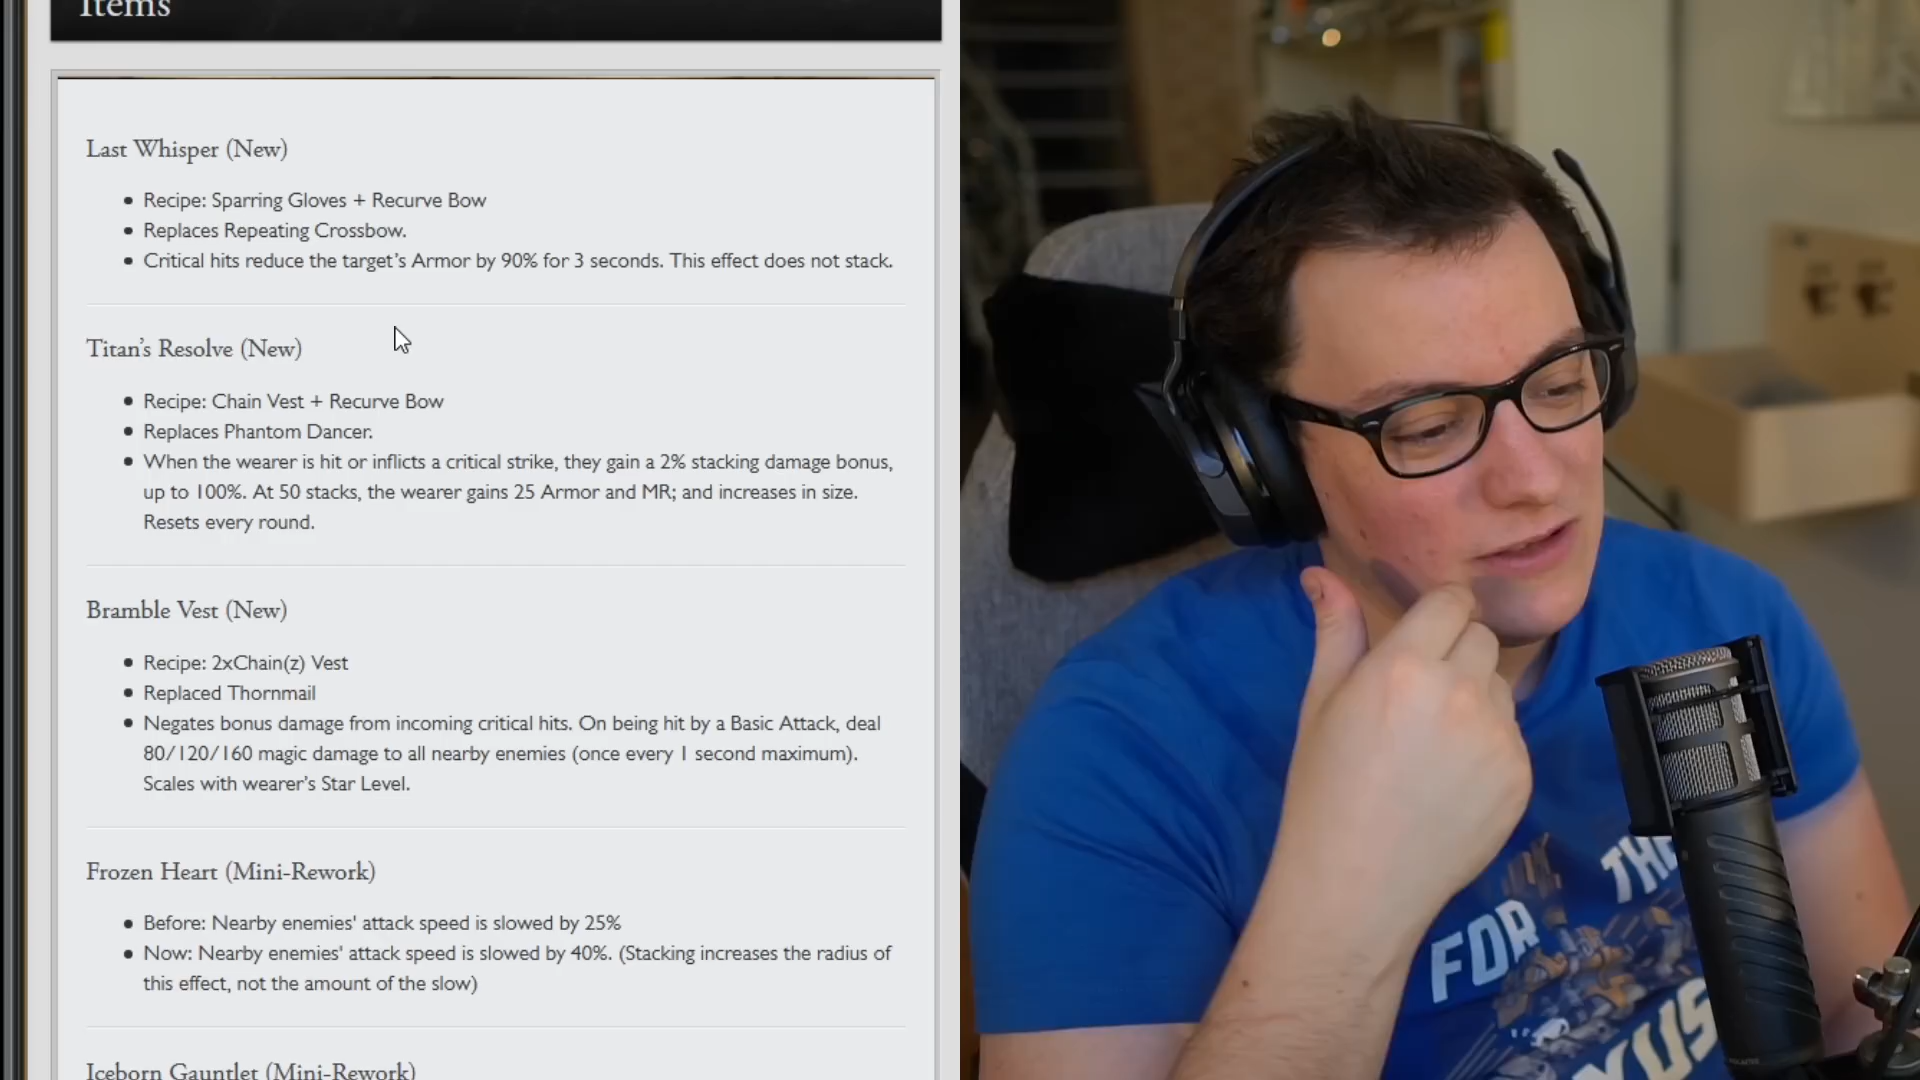 Items
Last Whisper (New)
Recipe: Sparring Gloves + Recurve Bow
Replaces Repeating Crossbow.
Critical hits reduce the target's Armor by 90% for 3 seconds. This effect does not stack.
Titan's Resolve (New)
Recipe: Chain Vest + Recurve Bow
Replaces Phantom Dancer.
When the wearer is hit or inflicts a critical strike, they gain a 2% stacking damage bonus,
up to 100%. At 50 stacks, the wearer gains 25 Armor and MR; and increases in size.
Resets every round.
Bramble Vest (New)
Recipe: 2xChain(z) Vest
Replaced Thornmail
Negates bonus damage from incoming critical hits. On being hit by a Basic Attack, deal
80/120/160 magic damage to all nearby enemies (once every 1 second maximum).
Scales with wearer's Star Level.
Frozen Heart (Mini-Rework)
Before: Nearby enemies' attack speed is slowed by 25%
Now: Nearby enemies' attack speed is slowed by 40%. (Stacking increases the radius of
this effect, not the amount of the slow)
Iceborn Gauntlet (Mini-Rework)
FOR THE